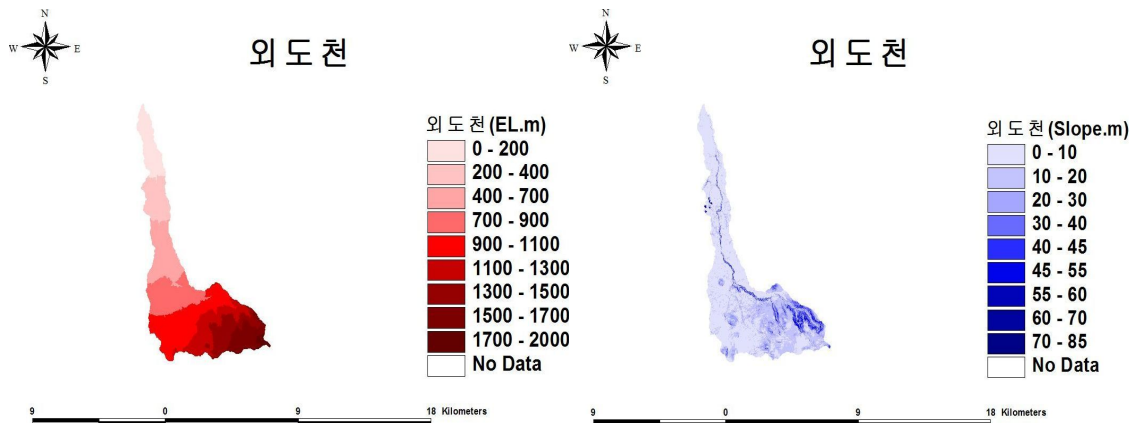 N
W E
S
외도천
외도천(EL.m)
0 - 200
200 - 400
400 - 700
700 - 900
900 - 1100
1100 - 1300
1300 - 1500
1500 - 1700
1700 - 2000
No Data
9 0 9 18 Kilometers
N
W E
S
외도천
외도천(Slope.m)
0 - 10
10 - 20
20 - 30
30 - 40
40 - 45
45 - 55
55 - 60
60 - 70
70 - 85
No Data
9 0 9 18 Kilometers